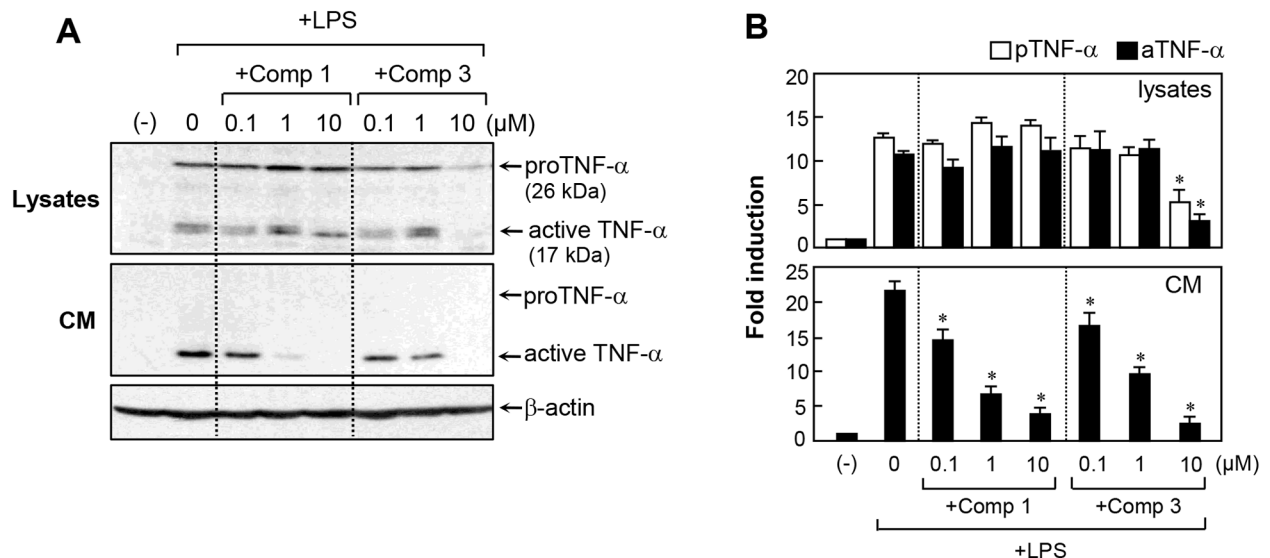 A
+LPS
+Comp 1 +Comp 3
(-) 0 0.1 1 10 0.1 1 10 (μM)
Lysates
proTNF-α
(26 kDa)
active TNF-α
(17 kDa)
CM
proTNF-α
active TNF-α
β-actin
B
pTNF-α aTNF-α
Fold induction
lysates
20
15
10
5
0
* *
CM
25
20
15
10
5
0
* * * * * *
(-) 0 0.1 1 10 0.1 1 10 (μM)
+Comp 1 +Comp 3
+LPS